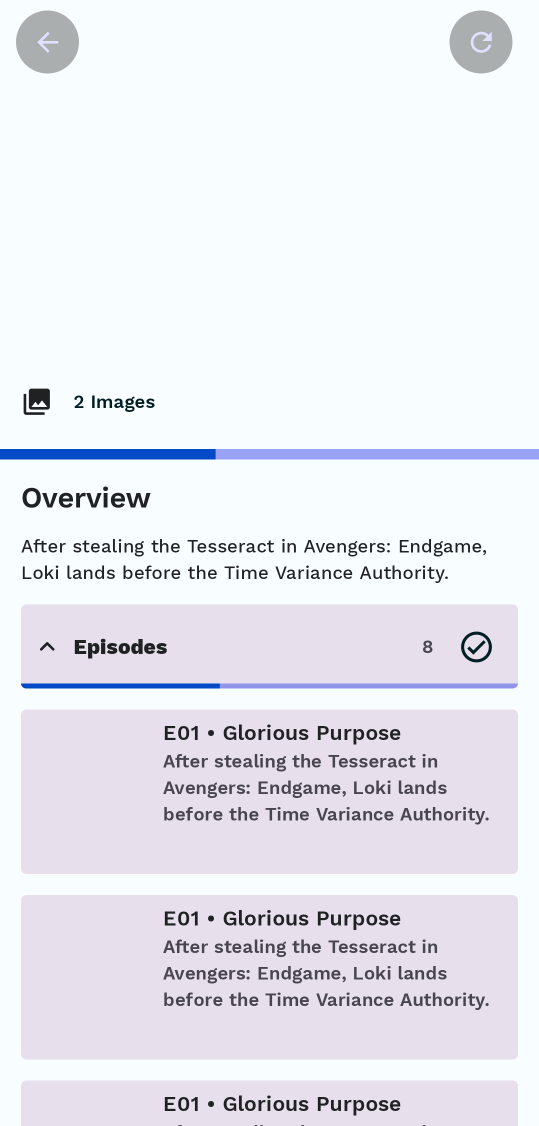 2 Images
Overview
After stealing the Tesseract in Avengers: Endgame,
Loki lands before the Time Variance Authority.
Episodes 8
E01 • Glorious Purpose
After stealing the Tesseract in
Avengers: Endgame, Loki lands
before the Time Variance Authority.
E01 • Glorious Purpose
After stealing the Tesseract in
Avengers: Endgame, Loki lands
before the Time Variance Authority.
E01 • Glorious Purpose